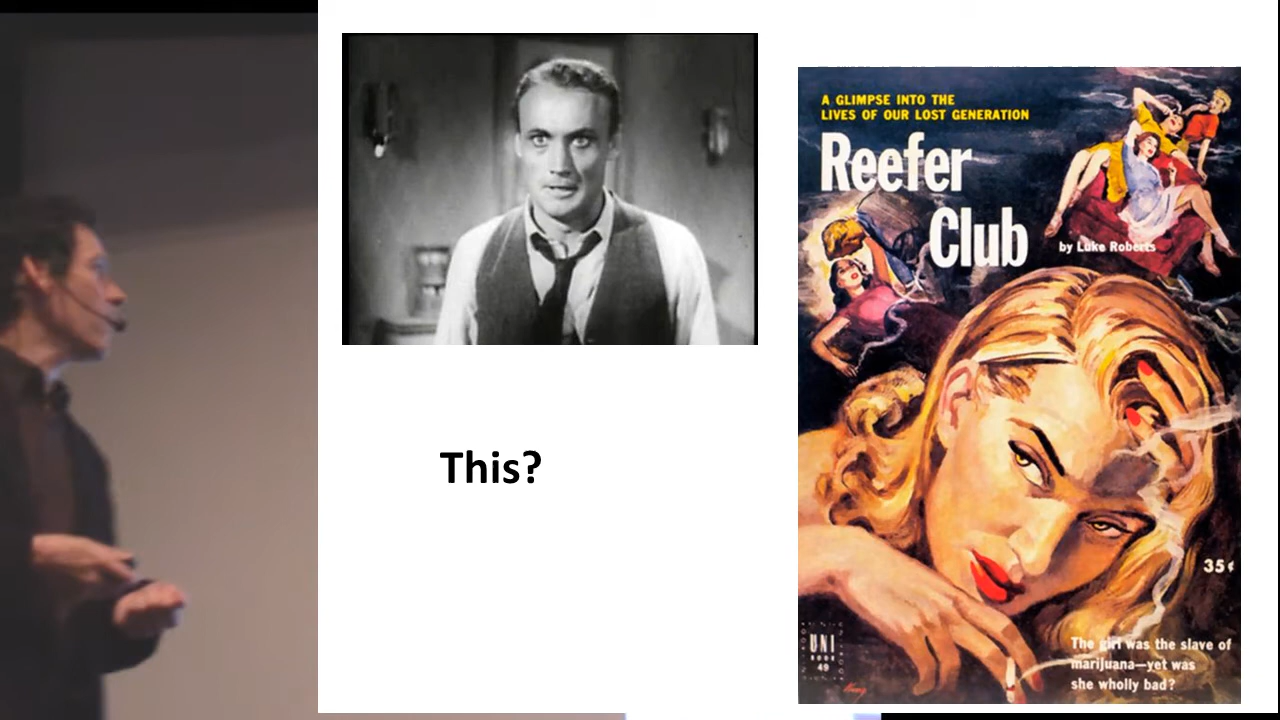 This?
A GLIMPSE INTO THE
LIVES OF OUR LOST GENERATION
Reefer
Club
by Luke Roberts
35¢
UNI
BOOK
49
The girl was the slave of
marijuana—yet was
she wholly bad?